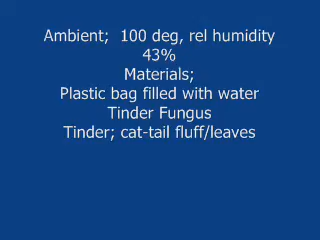 Ambient;  100 deg, rel humidity
43%
Materials;
Plastic bag filled with water
Tinder Fungus
Tinder; cat-tail fluff/leaves